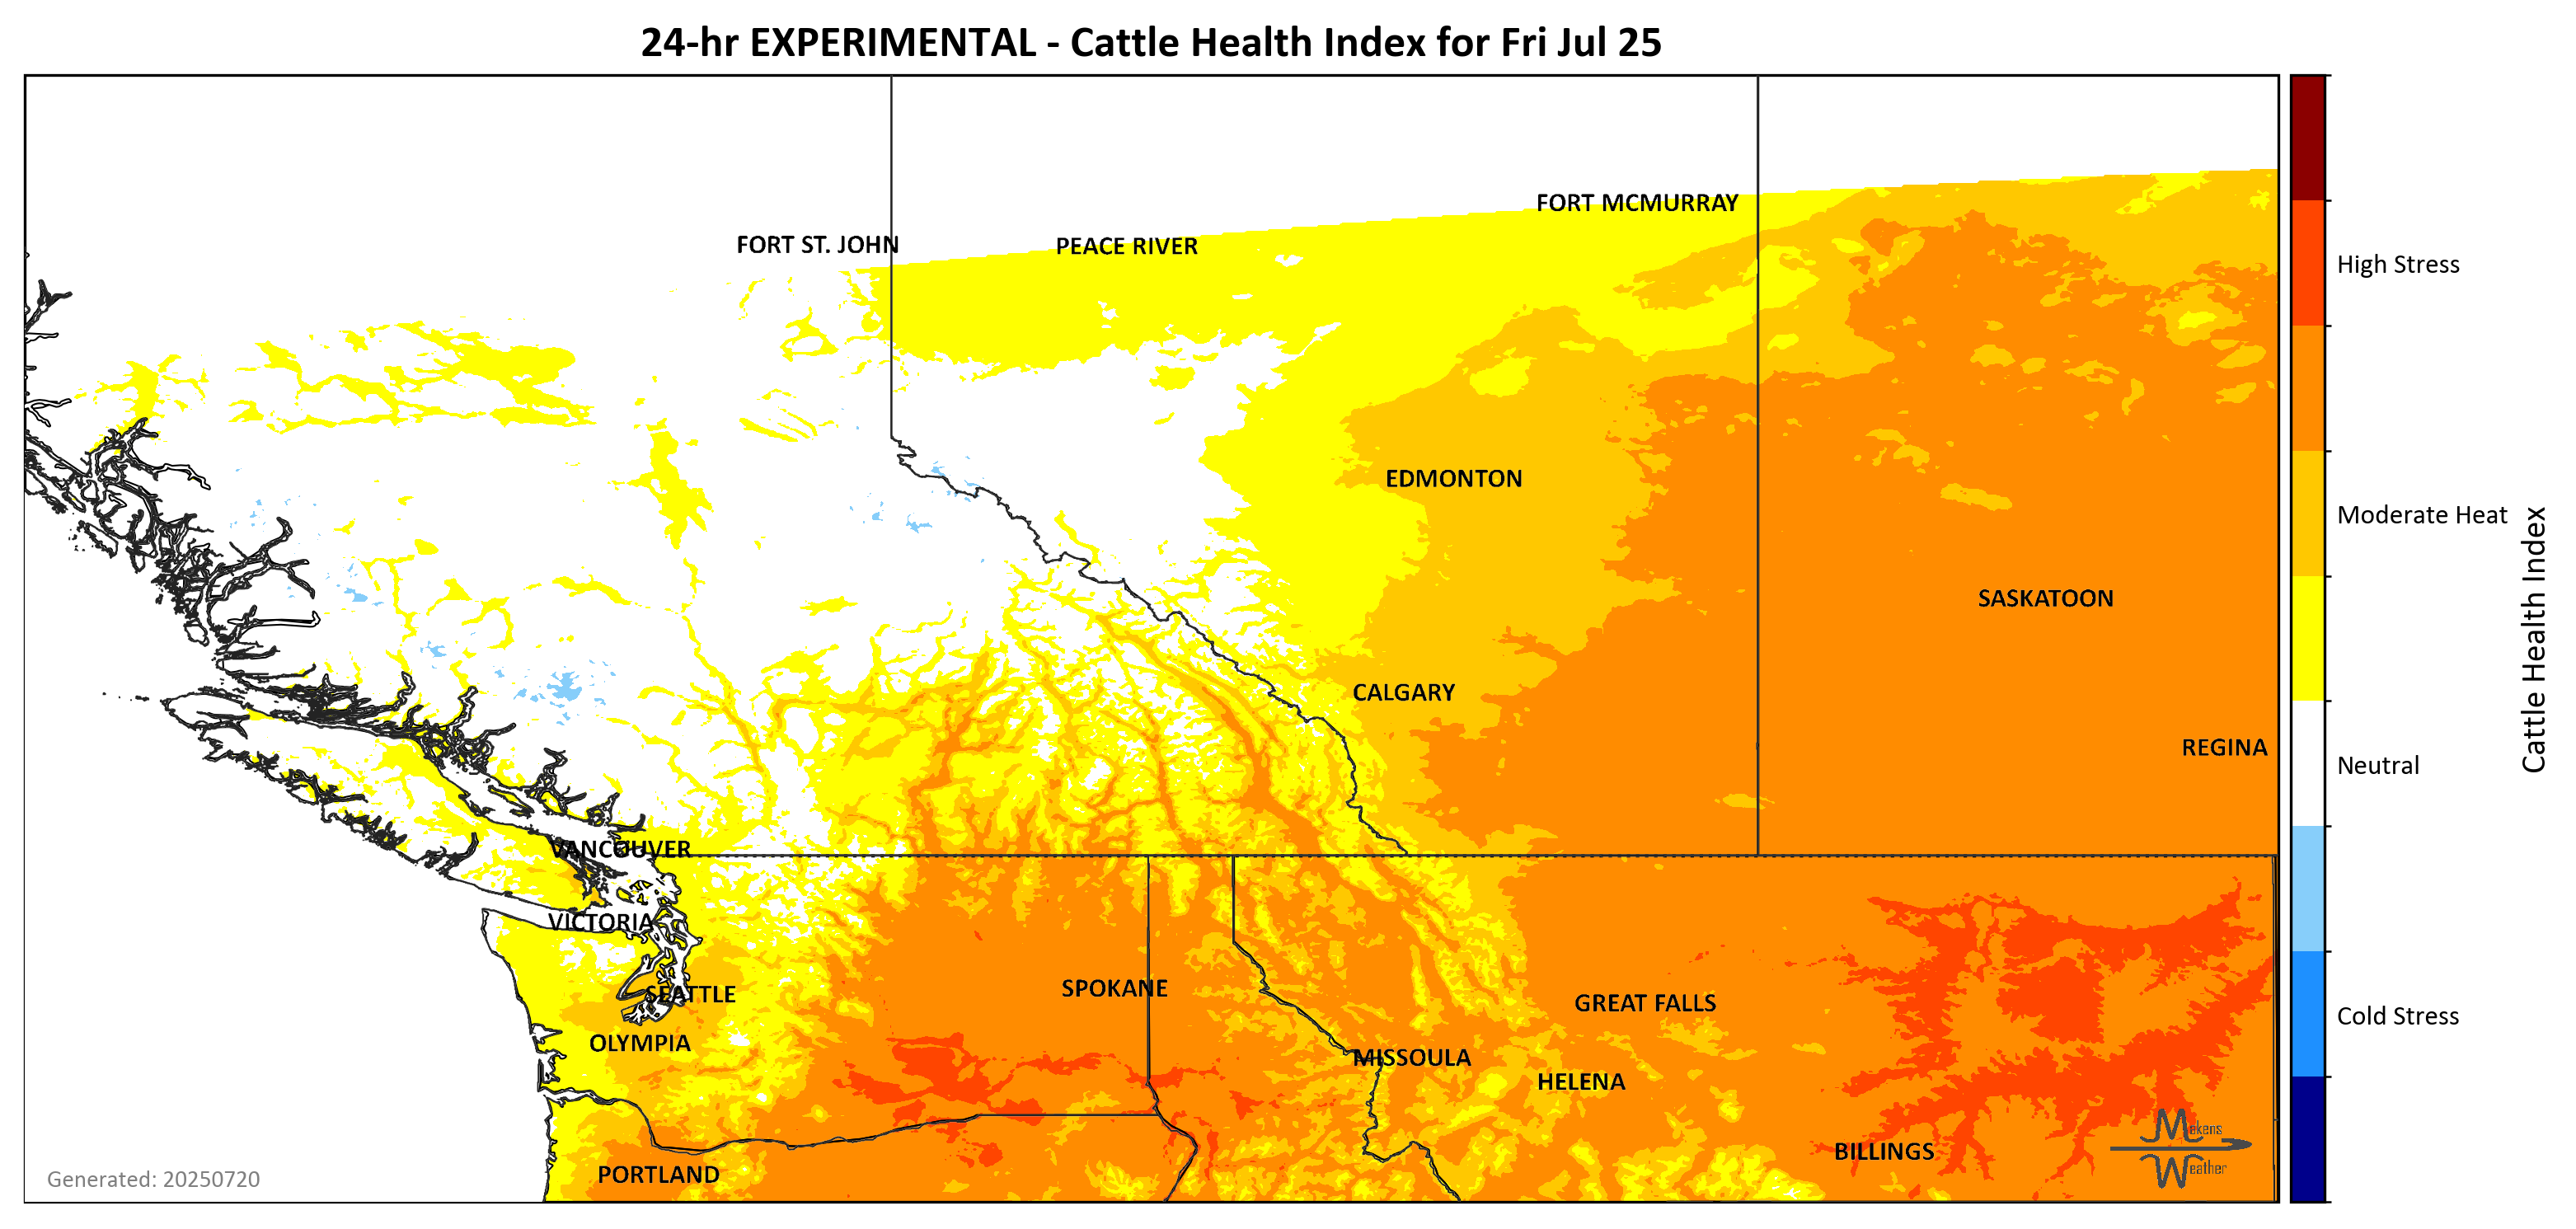 24-hr EXPERIMENTAL - Cattle Health Index for Fri Jul 25
FORT MCMURRAY
FORT ST. JOHN
PEACE RIVER
High Stress
EDMONTON
Moderate Heat
SASKATOON
Cattle Health Index
CALGARY
REGINA
Neutral
VANCOUVER
VICTORIA
SPOKANE
SEATTLE
GREAT FALLS
Cold Stress
OLYMPIA
MISSOULA
HELENA
Makens
BILLINGS
Weather
PORTLAND
Generated: 20250720